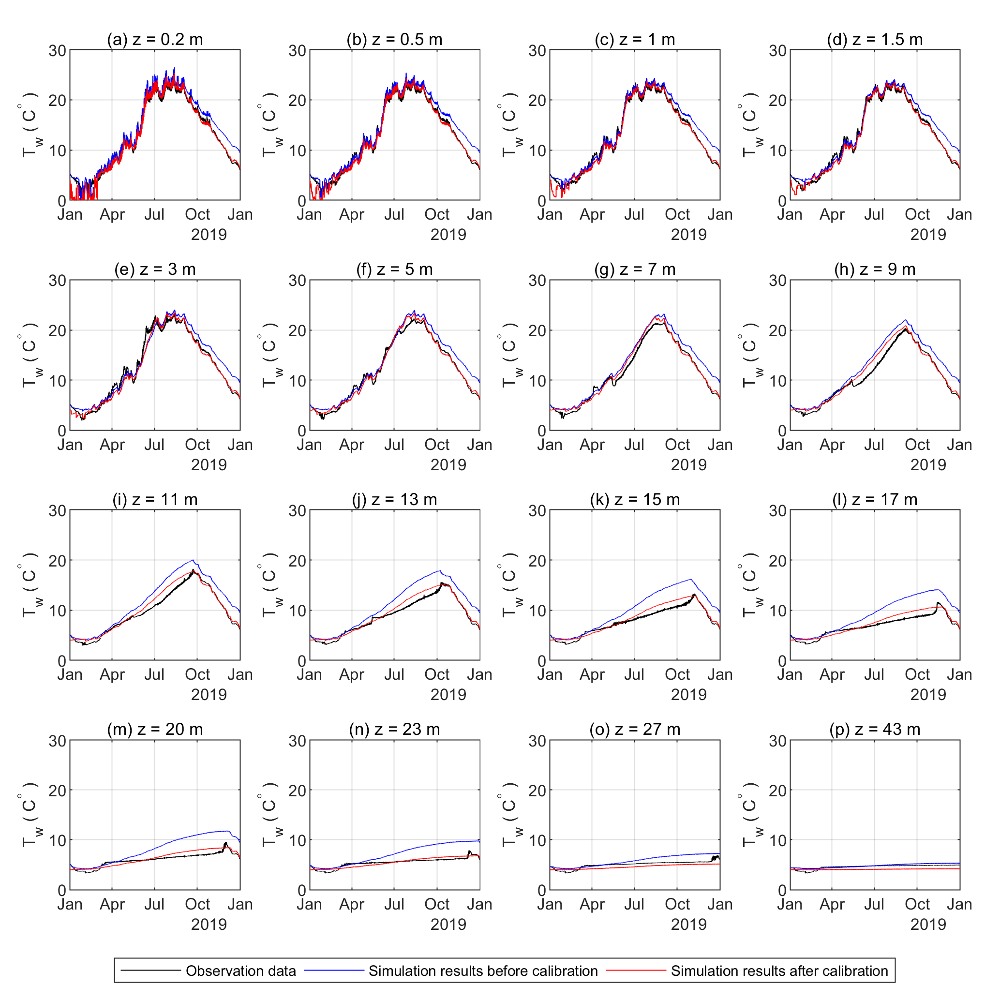 (a) z = 0.2 m
(b) z = 0.5 m
(c) z = 1 m
(d) z = 1.5 m
30 30 30 30
20 20 20 20
10 10 10 10
0 0 0 0
T_w ( C° ) T_w ( C° ) T_w ( C° ) T_w ( C° )
Jan Apr Jul Oct Jan Jan Apr Jul Oct Jan Jan Apr Jul Oct Jan Jan Apr Jul Oct Jan
2019 2019 2019 2019
(e) z = 3 m
(f) z = 5 m
(g) z = 7 m
(h) z = 9 m
30 30 30 30
20 20 20 20
10 10 10 10
0 0 0 0
T_w ( C° ) T_w ( C° ) T_w ( C° ) T_w ( C° )
Jan Apr Jul Oct Jan Jan Apr Jul Oct Jan Jan Apr Jul Oct Jan Jan Apr Jul Oct Jan
2019 2019 2019 2019
(i) z = 11 m
(j) z = 13 m
(k) z = 15 m
(l) z = 17 m
30 30 30 30
20 20 20 20
10 10 10 10
0 0 0 0
T_w ( C° ) T_w ( C° ) T_w ( C° ) T_w ( C° )
Jan Apr Jul Oct Jan Jan Apr Jul Oct Jan Jan Apr Jul Oct Jan Jan Apr Jul Oct Jan
2019 2019 2019 2019
(m) z = 20 m
(n) z = 23 m
(o) z = 27 m
(p) z = 43 m
30 30 30 30
20 20 20 20
10 10 10 10
0 0 0 0
T_w ( C° ) T_w ( C° ) T_w ( C° ) T_w ( C° )
Jan Apr Jul Oct Jan Jan Apr Jul Oct Jan Jan Apr Jul Oct Jan Jan Apr Jul Oct Jan
2019 2019 2019 2019
Observation data Simulation results before calibration Simulation results after calibration